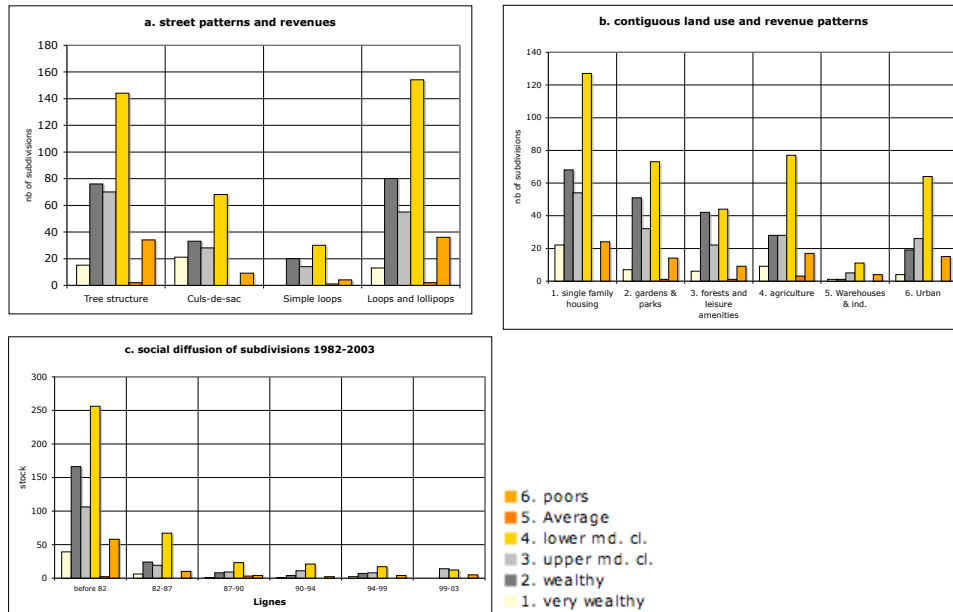 a. street patterns and revenues
nb of subdivisions
180
160
140
120
100
80
60
40
20
0
Tree structure
Culs-de-sac
Simple loops
Loops and lollipops
b. contiguous land use and revenue patterns
nb of subdivisions
140
120
100
80
60
40
20
0
1. single family
housing
2. gardens &
parks
3. forests and
leisure
amenities
4. agriculture
5. Warehouses
& ind.
6. Urban
c. social diffusion of subdivisions 1982-2003
stock
300
250
200
150
100
50
0
before 82
82-87
87-90
90-94
94-99
99-03
Lignes
6. poors
5. Average
4. lower md. cl.
3. upper md. cl.
2. wealthy
1. very wealthy